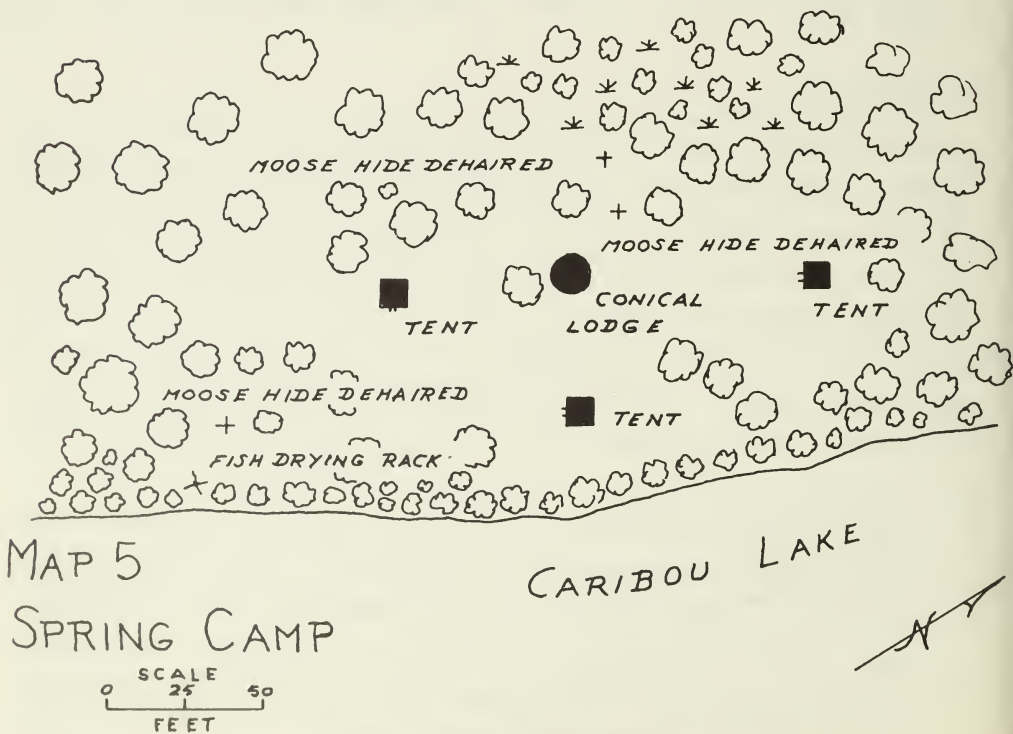 MOOSE HIDE DEHAIRED
MOOSE HIDE DEHAIRED
CONICAL
LODGE
TENT
TENT
MOOSE HIDE DEHAIRED
TENT
FISH DRYING RACK
CARIBOU LAKE
MAP 5
SPRING CAMP
SCALE
0 25 50
FEET
N